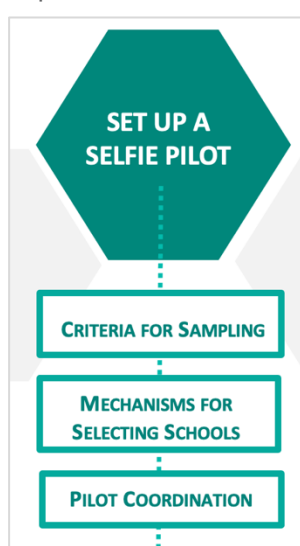 SET UP A
SELFIE PILOT
CRITERIA FOR SAMPLING
MECHANISMS FOR
SELECTING SCHOOLS
PILOT COORDINATION